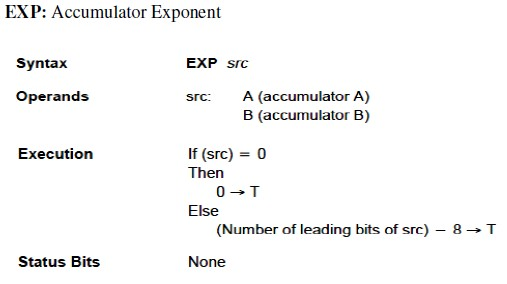 EXP: Accumulator Exponent
Syntax EXP src
Operands src: A (accumulator A)
B (accumulator B)
Execution If (src) = 0
Then
0 → T
Else
(Number of leading bits of src) − 8 → T
Status Bits None